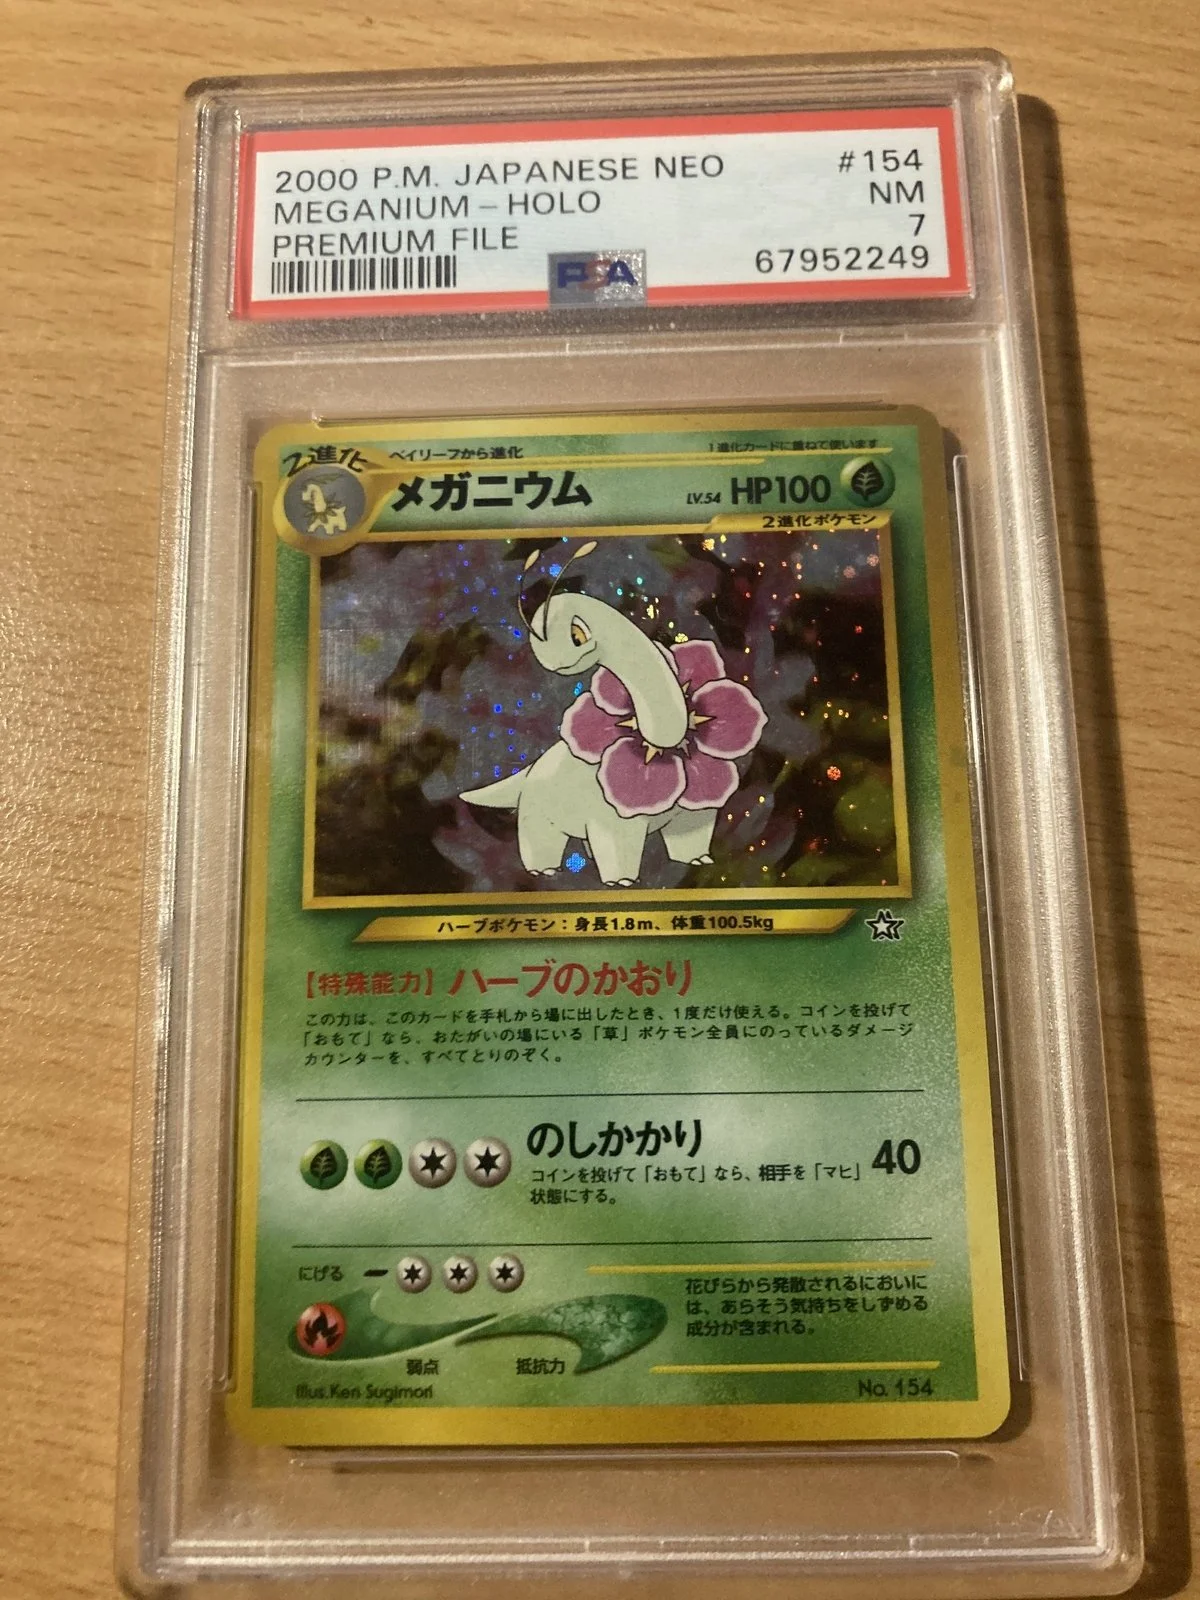 2000 P.M. JAPANESE NEO #154
MEGANIUM - HOLO NM
PREMIUM FILE 7
PSA 67952249
2進化 ベイリーフから進化 1進化カードに重ねて使います
メガニウム LV.54 HP100
2進化ポケモン
ハーブポケモン:身長1.8m、体重100.5kg
【特殊能力】ハーブのかおり
この力は、このカードを手札から場に出したとき、1度だけ使える。コインを投げて
「おもて」なら、おたがいの場にいる「草」ポケモン全員にのっているダメージ
カウンターを、すべてとりのぞく。
のしかかり 40
コインを投げて「おもて」なら、相手を「マヒ」
状態にする。
にげる
花びらから発散されるにおいに
は、あらそう気持ちをしずめる
成分が含まれる。
弱点 抵抗力
Illus.Ken Sugimori No. 154